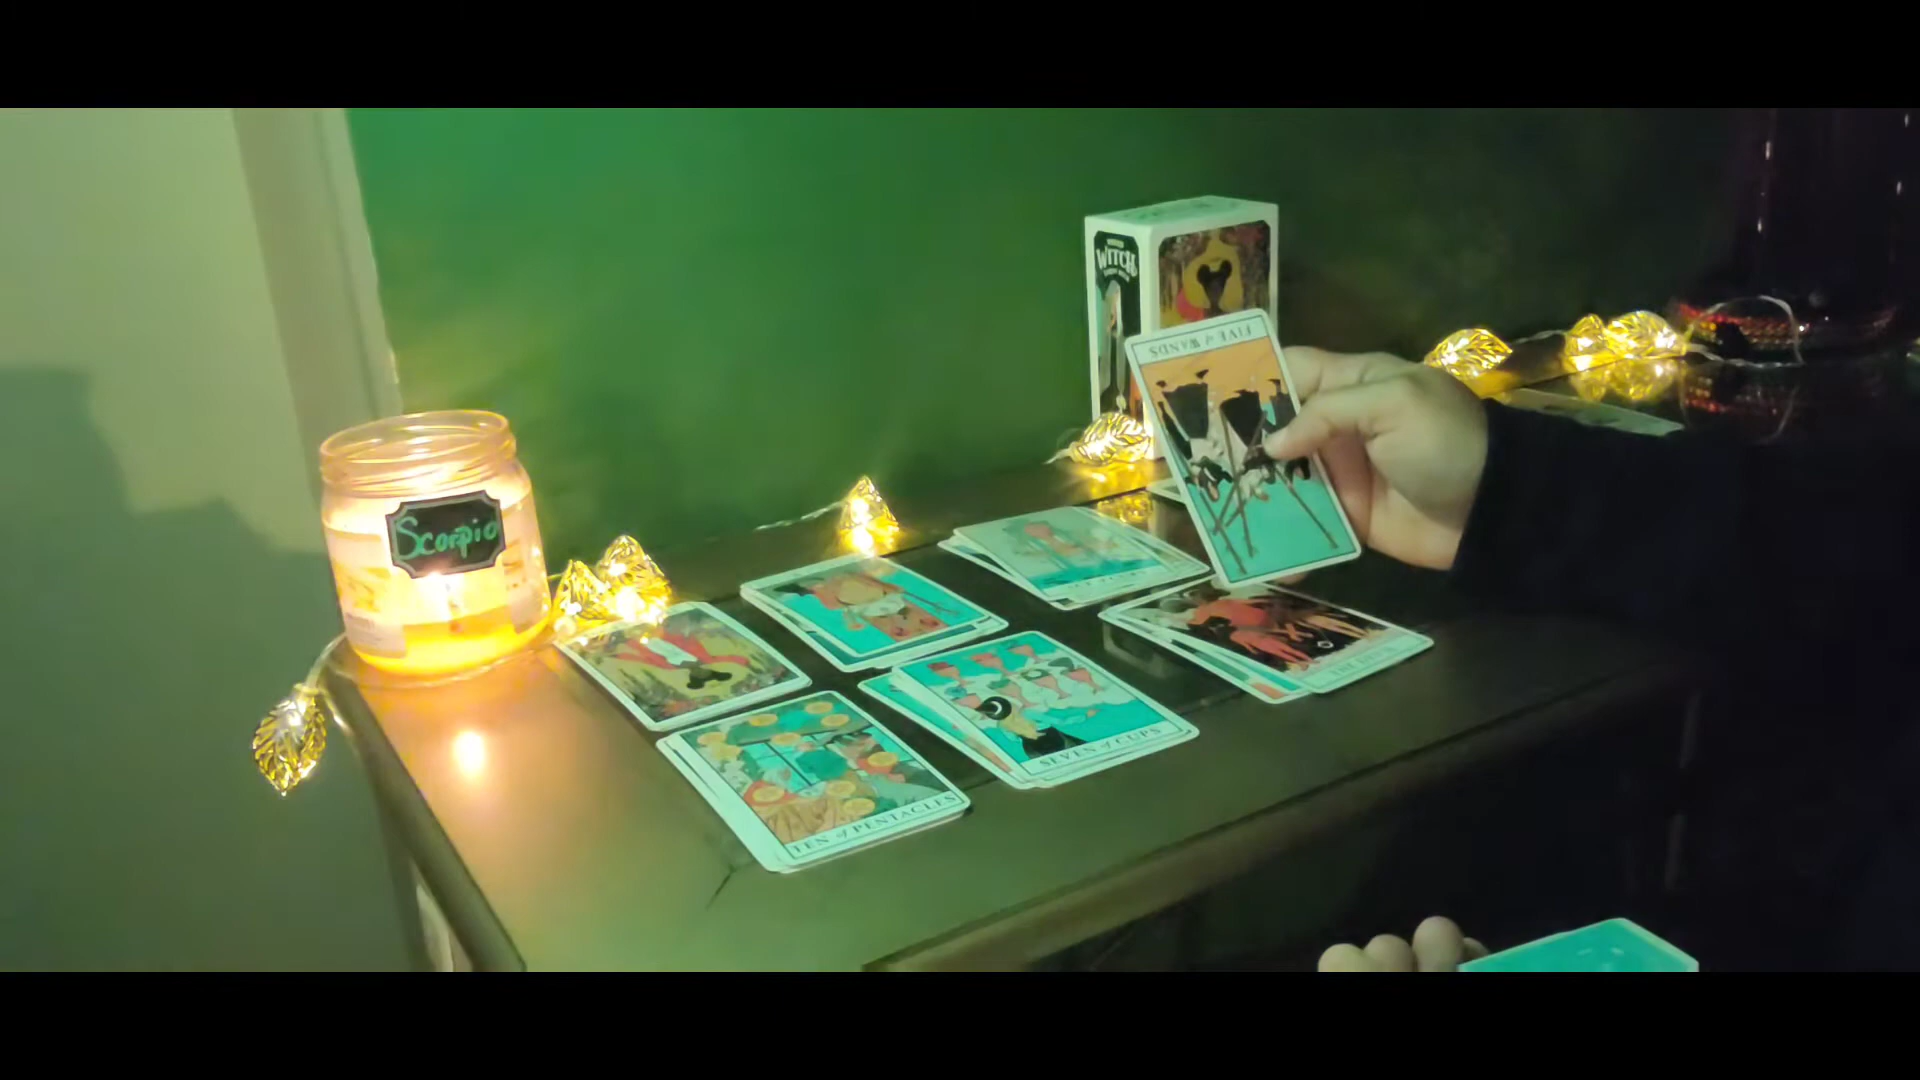 WITCH
FIVE of WANDS
Scorpio
SEVEN of CUPS
TEN of PENTACLES